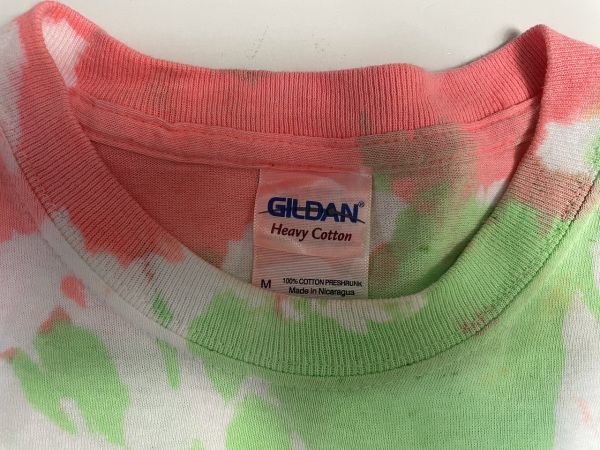 GILDAN®
Heavy Cotton
M 100% COTTON PRESHRUNK
Made in Nicaragua